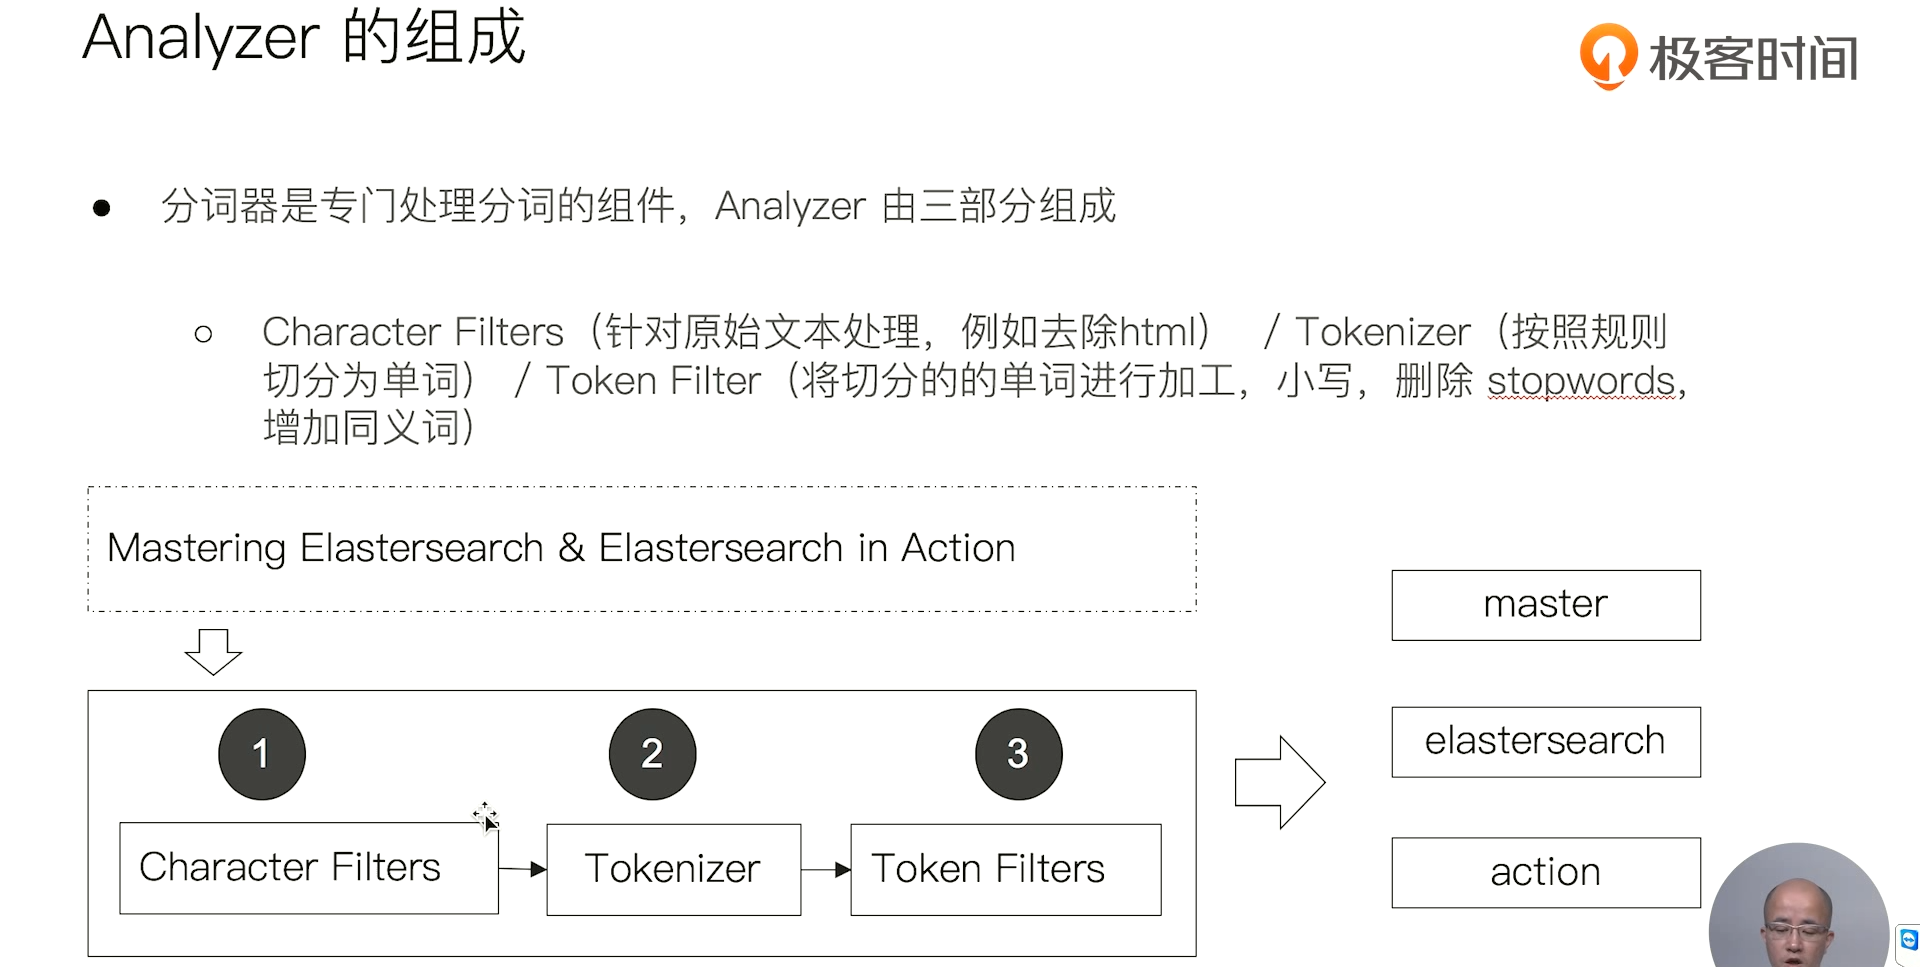 Analyzer 的组成
极客时间
分词器是专门处理分词的组件，Analyzer 由三部分组成
Character Filters（针对原始文本处理，例如去除html） / Tokenizer（按照规则
切分为单词） / Token Filter（将切分的的单词进行加工，小写，删除 stopwords，
增加同义词）
Mastering Elastersearch & Elastersearch in Action
1
2
3
Character Filters
Tokenizer
Token Filters
master
elastersearch
action